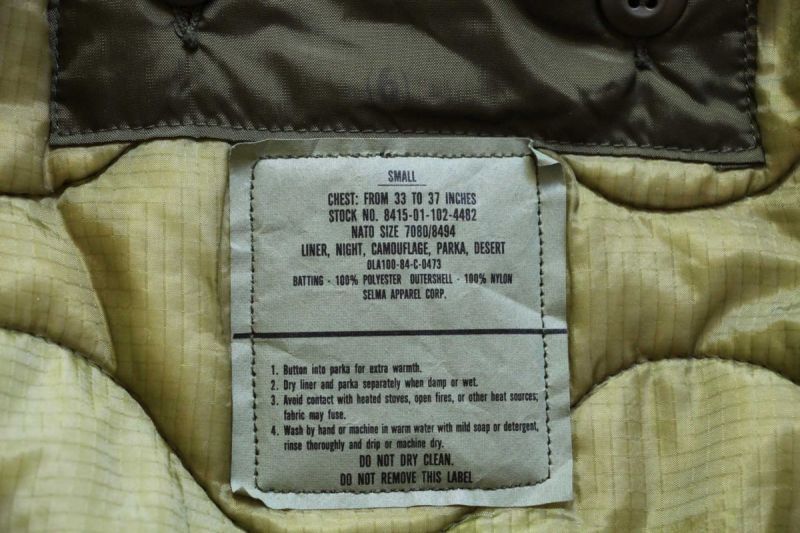 (6)
SMALL
CHEST: FROM 33 TO 37 INCHES
STOCK NO. 8415-01-102-4482
NATO SIZE 7080/8494
LINER, NIGHT, CAMOUFLAGE, PARKA, DESERT
DLA100-84-C-0473
BATTING - 100% POLYESTER OUTERSHELL - 100% NYLON
SELMA APPAREL CORP.
1. Button into parka for extra warmth.
2. Dry liner and parka separately when damp or wet.
3. Avoid contact with heated stoves, open fires, or other heat sources;
fabric may fuse.
4. Wash by hand or machine in warm water with mild soap or detergent,
rinse thoroughly and drip or machine dry.
DO NOT DRY CLEAN.
DO NOT REMOVE THIS LABEL